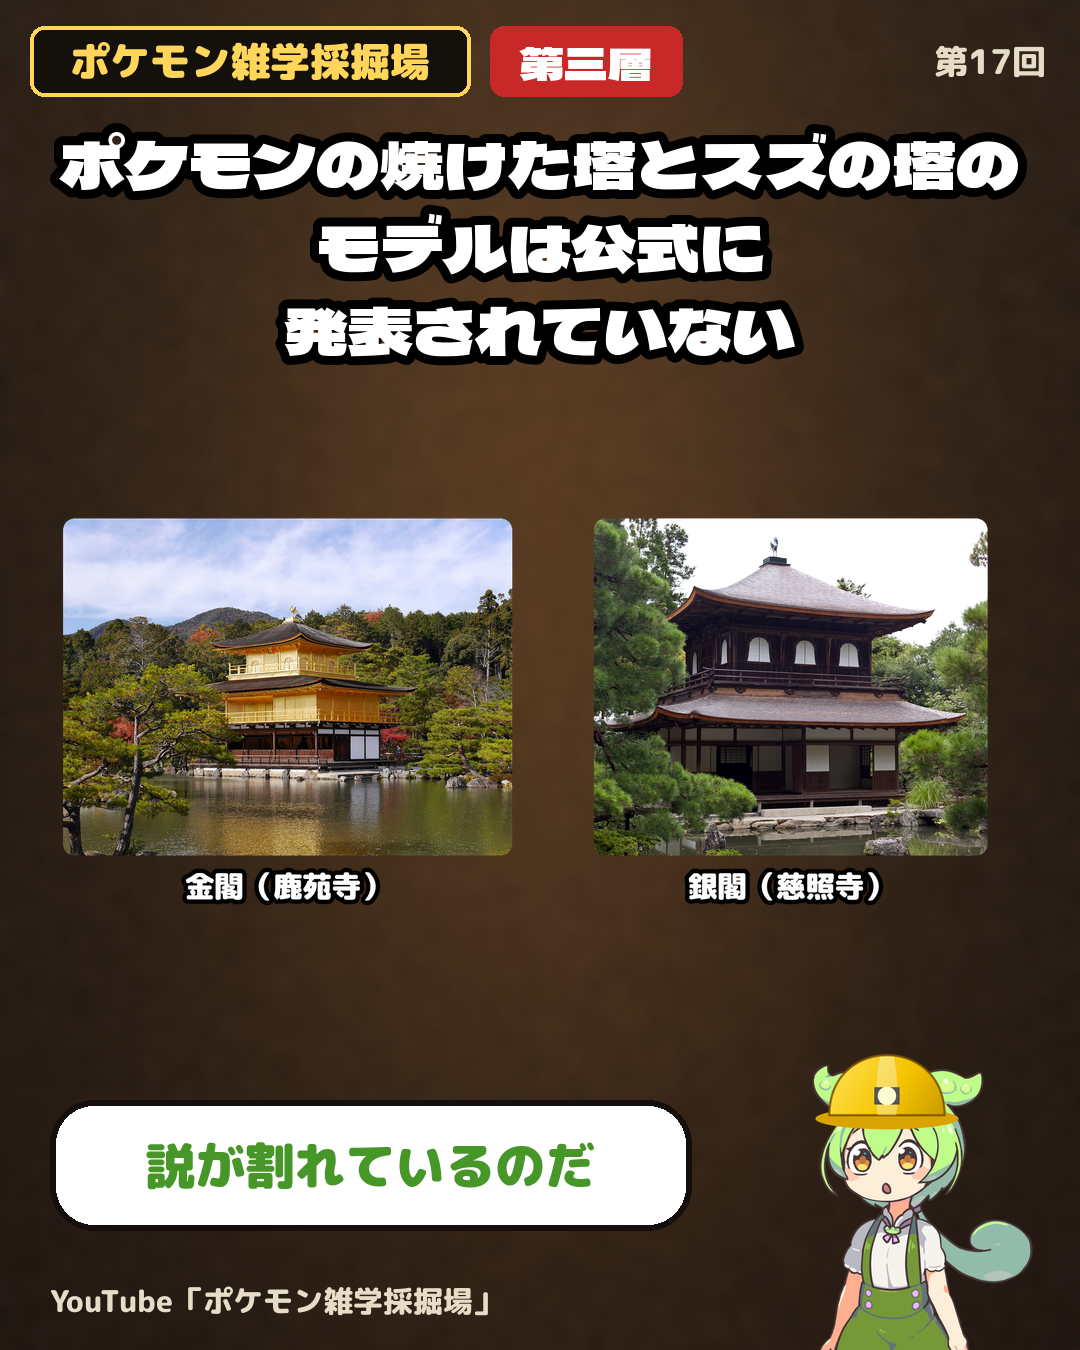 ポケモン雑学採掘場
第三層
第17回
ポケモンの焼けた塔とスズの塔の
モデルは公式に
発表されていない
金閣（鹿苑寺）
銀閣（慈照寺）
説が割れているのだ
YouTube「ポケモン雑学採掘場」